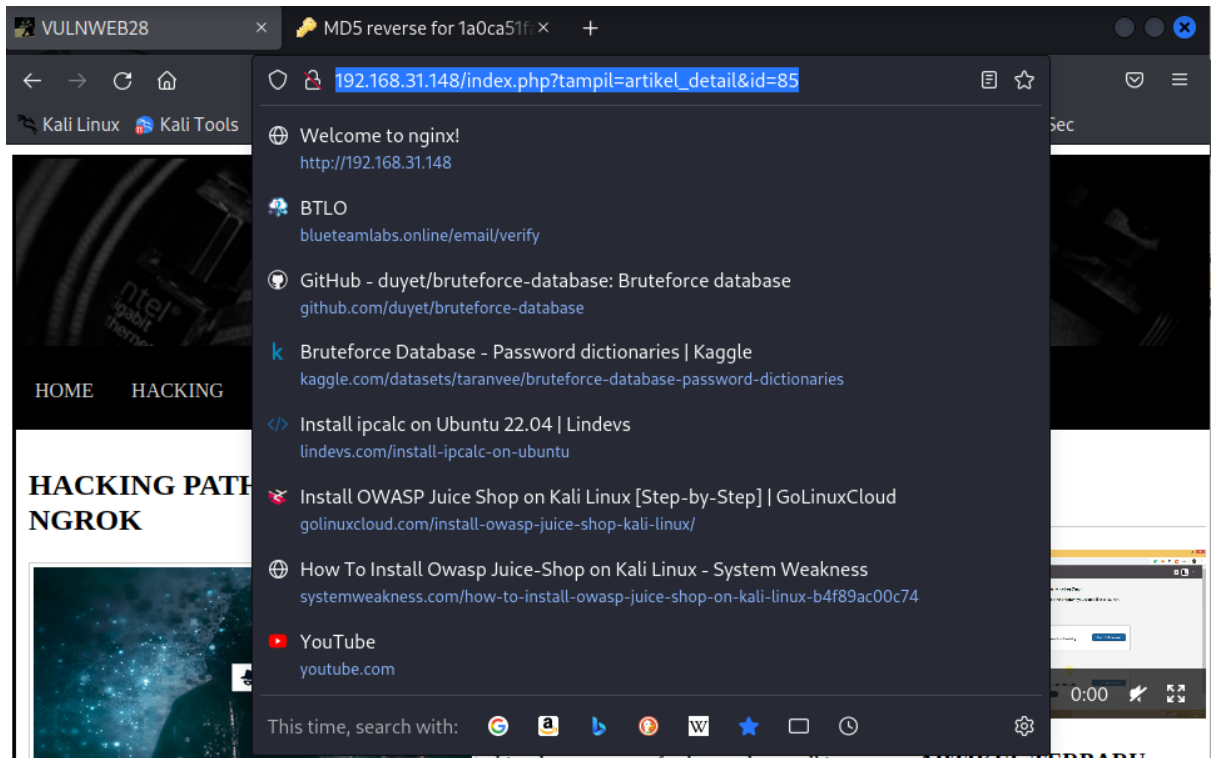 VULNWEB28
MD5 reverse for 1a0ca51fa
192.168.31.148/index.php?tampil=artikel_detail&id=85
Kali Linux
Kali Tools
Sec
Welcome to nginx!
http://192.168.31.148
BTLO
blueteamlabs.online/email/verify
GitHub - duyet/bruteforce-database: Bruteforce database
github.com/duyet/bruteforce-database
Bruteforce Database - Password dictionaries | Kaggle
kaggle.com/datasets/taranvee/bruteforce-database-password-dictionaries
Install ipcalc on Ubuntu 22.04 | Lindevs
lindevs.com/install-ipcalc-on-ubuntu
Install OWASP Juice Shop on Kali Linux [Step-by-Step] | GoLinuxCloud
golinuxcloud.com/install-owasp-juice-shop-kali-linux/
How To Install Owasp Juice-Shop on Kali Linux - System Weakness
systemweakness.com/how-to-install-owasp-juice-shop-on-kali-linux-b4f89ac00c74
YouTube
youtube.com
This time, search with:
intel
HOME
HACKING
HACKING PATH
NGROK
0:00